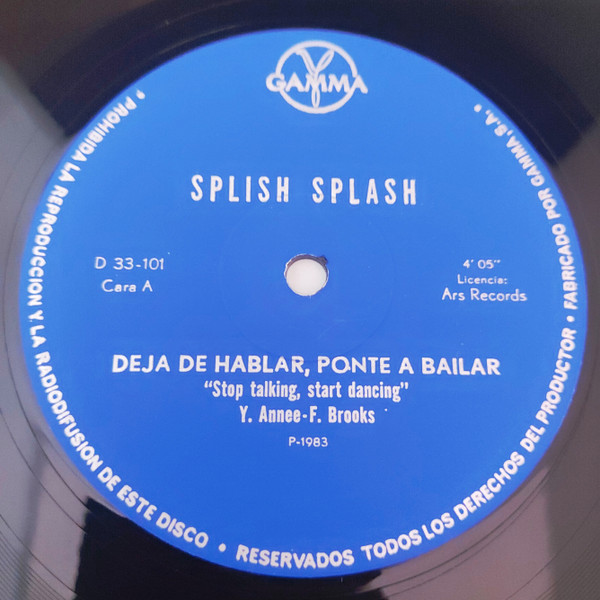 GAMMA
SPLISH SPLASH
D 33-101
Cara A
4' 05"
Licencia:
Ars Records
DEJA DE HABLAR, PONTE A BAILAR
"Stop talking, start dancing"
Y. Annee-F. Brooks
P-1983
• PROHIBIDA LA REPRODUCCION Y LA RADIODIFUSION DE ESTE DISCO • RESERVADOS TODOS LOS DERECHOS DEL PRODUCTOR • FABRICADO POR GAMMA, S.A. •